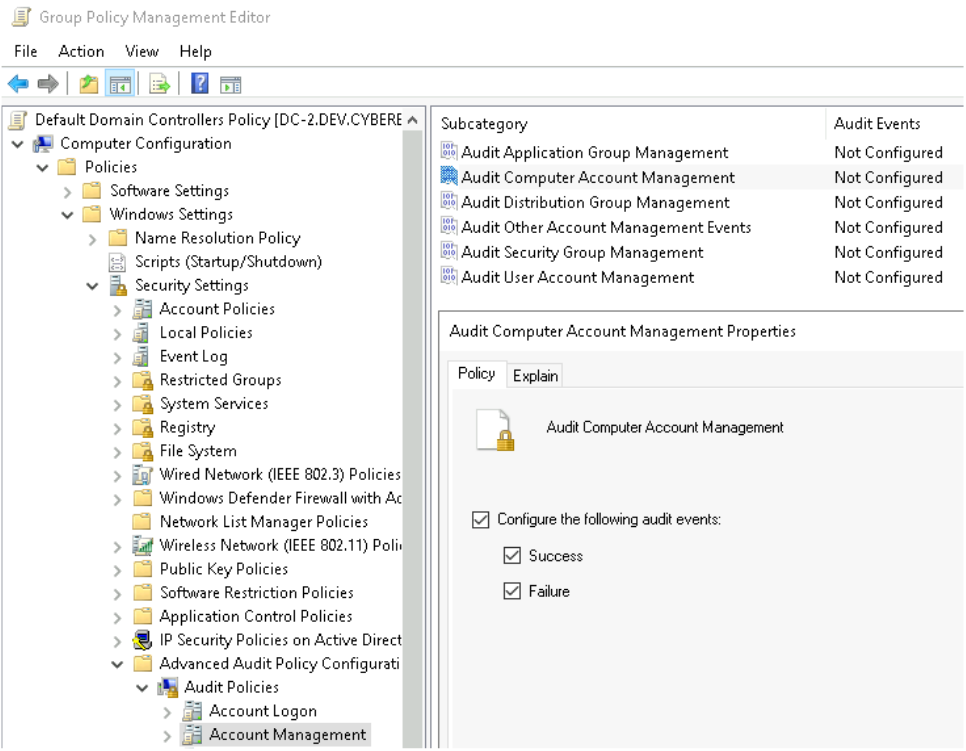 Group Policy Management Editor
File Action View Help
Default Domain Controllers Policy [DC-2.DEV.CYBERE
Computer Configuration
Policies
Software Settings
Windows Settings
Name Resolution Policy
Scripts (Startup/Shutdown)
Security Settings
Account Policies
Local Policies
Event Log
Restricted Groups
System Services
Registry
File System
Wired Network (IEEE 802.3) Policies
Windows Defender Firewall with Ad
Network List Manager Policies
Wireless Network (IEEE 802.11) Poli
Public Key Policies
Software Restriction Policies
Application Control Policies
IP Security Policies on Active Direct
Advanced Audit Policy Configurati
Audit Policies
Account Logon
Account Management
Subcategory Audit Events
Audit Application Group Management Not Configured
Audit Computer Account Management Not Configured
Audit Distribution Group Management Not Configured
Audit Other Account Management Events Not Configured
Audit Security Group Management Not Configured
Audit User Account Management Not Configured
Audit Computer Account Management Properties
Policy Explain
Audit Computer Account Management
Configure the following audit events:
Success
Failure